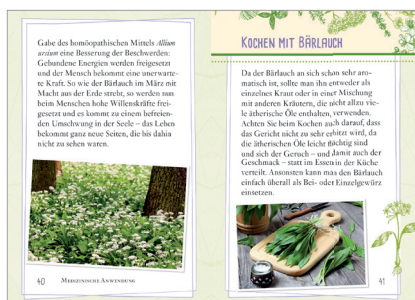 Gabe des homöopathischen Mittels Allium
ursium eine Besserung der Beschwerden:
Gebundene Energien werden freigesetzt
und der Mensch bekommt eine unerwarte-
te Kraft. So wie der Bärlauch im März mit
Macht aus der Erde strebt, so werden nun
beim Menschen hohe Willenskräfte frei-
gesetzt und es kommt zu einem befreien-
den Umschwung in der Seele – das Leben
bekommt ganz neue Seiten, die bis dahin
nicht zu sehen waren.
40 Medizinische Anwendung
Kochen mit Bärlauch
Da der Bärlauch an sich schon sehr aro-
matisch ist, sollte man ihn entweder als
einzelnes Kraut oder in einer Mischung
mit anderen Kräutern, die nicht allzu vie-
le ätherische Öle enthalten, verwenden.
Achten Sie beim Kochen auch darauf, dass
das Gericht nicht zu sehr erhitzt wird, da
die ätherischen Öle leicht flüchtig sind
und sich der Geruch – und damit auch der
Geschmack – statt im Essen in der Küche
verteilt. Ansonsten kann man den Bärlauch
einfach überall als Bei- oder Einzelgewürz
einsetzen.
41